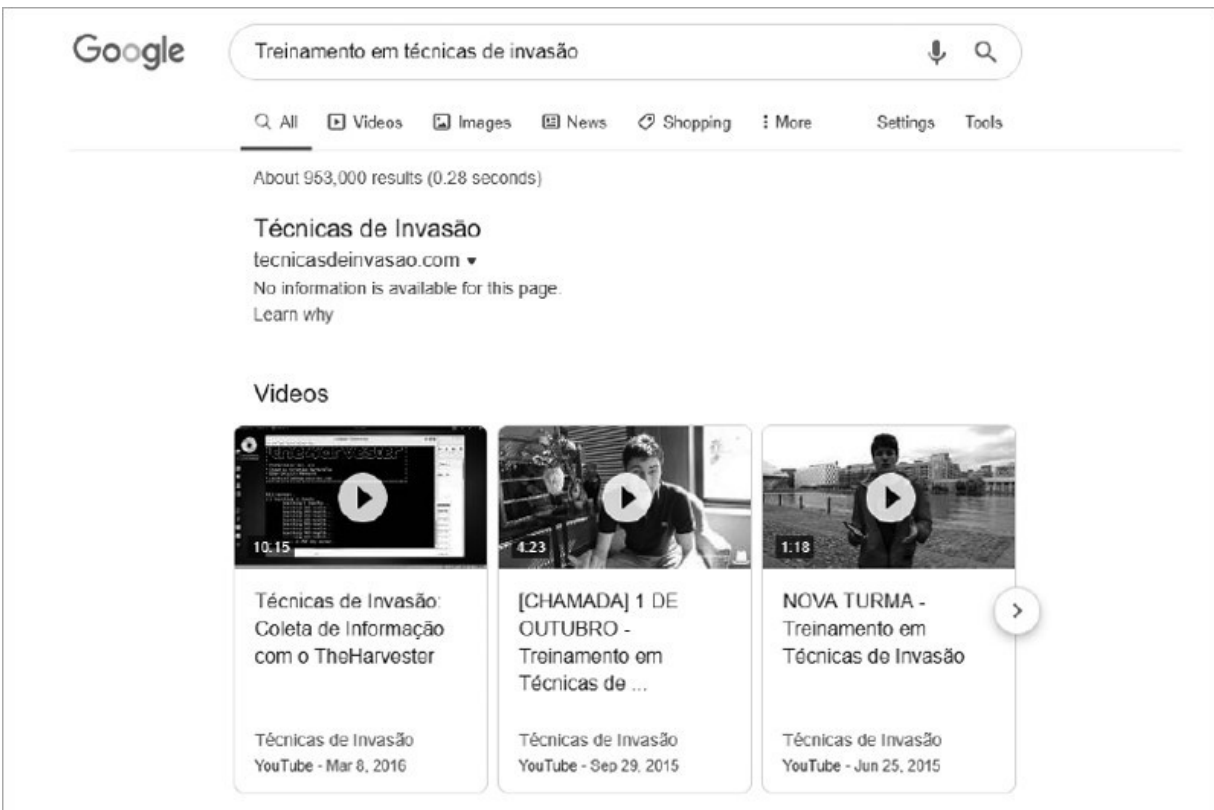 Google
Treinamento em técnicas de invasão
All Videos Images News Shopping More Settings Tools
About 953,000 results (0.28 seconds)
Técnicas de Invasão
tecnicasdeinvasao.com
No information is available for this page.
Learn why
Videos
10:15
Técnicas de Invasão:
Coleta de Informação
com o TheHarvester
Técnicas de Invasão
YouTube - Mar 8, 2016
4:23
[CHAMADA] 1 DE
OUTUBRO -
Treinamento em
Técnicas de ...
Técnicas de Invasão
YouTube - Sep 29, 2015
1:18
NOVA TURMA -
Treinamento em
Técnicas de Invasão
Técnicas de Invasão
YouTube - Jun 25, 2015